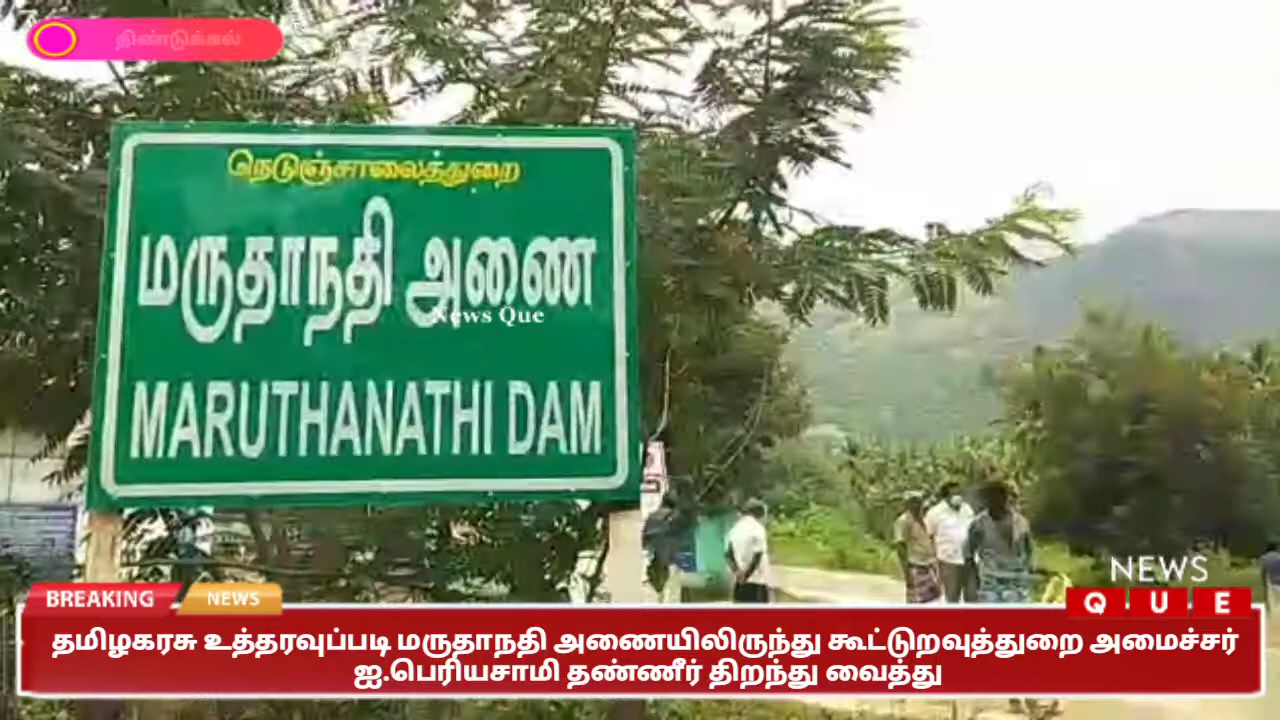 திண்டுக்கல்
நெடுஞ்சாலைத்துறை
மருதாநதி அணை
News Que
MARUTHANATHI DAM
BREAKING NEWS
NEWS
QUE
தமிழகரசு உத்தரவுப்படி மருதாநதி அணையிலிருந்து கூட்டுறவுத்துறை அமைச்சர்
ஐ.பெரியசாமி தண்ணீர் திறந்து வைத்து